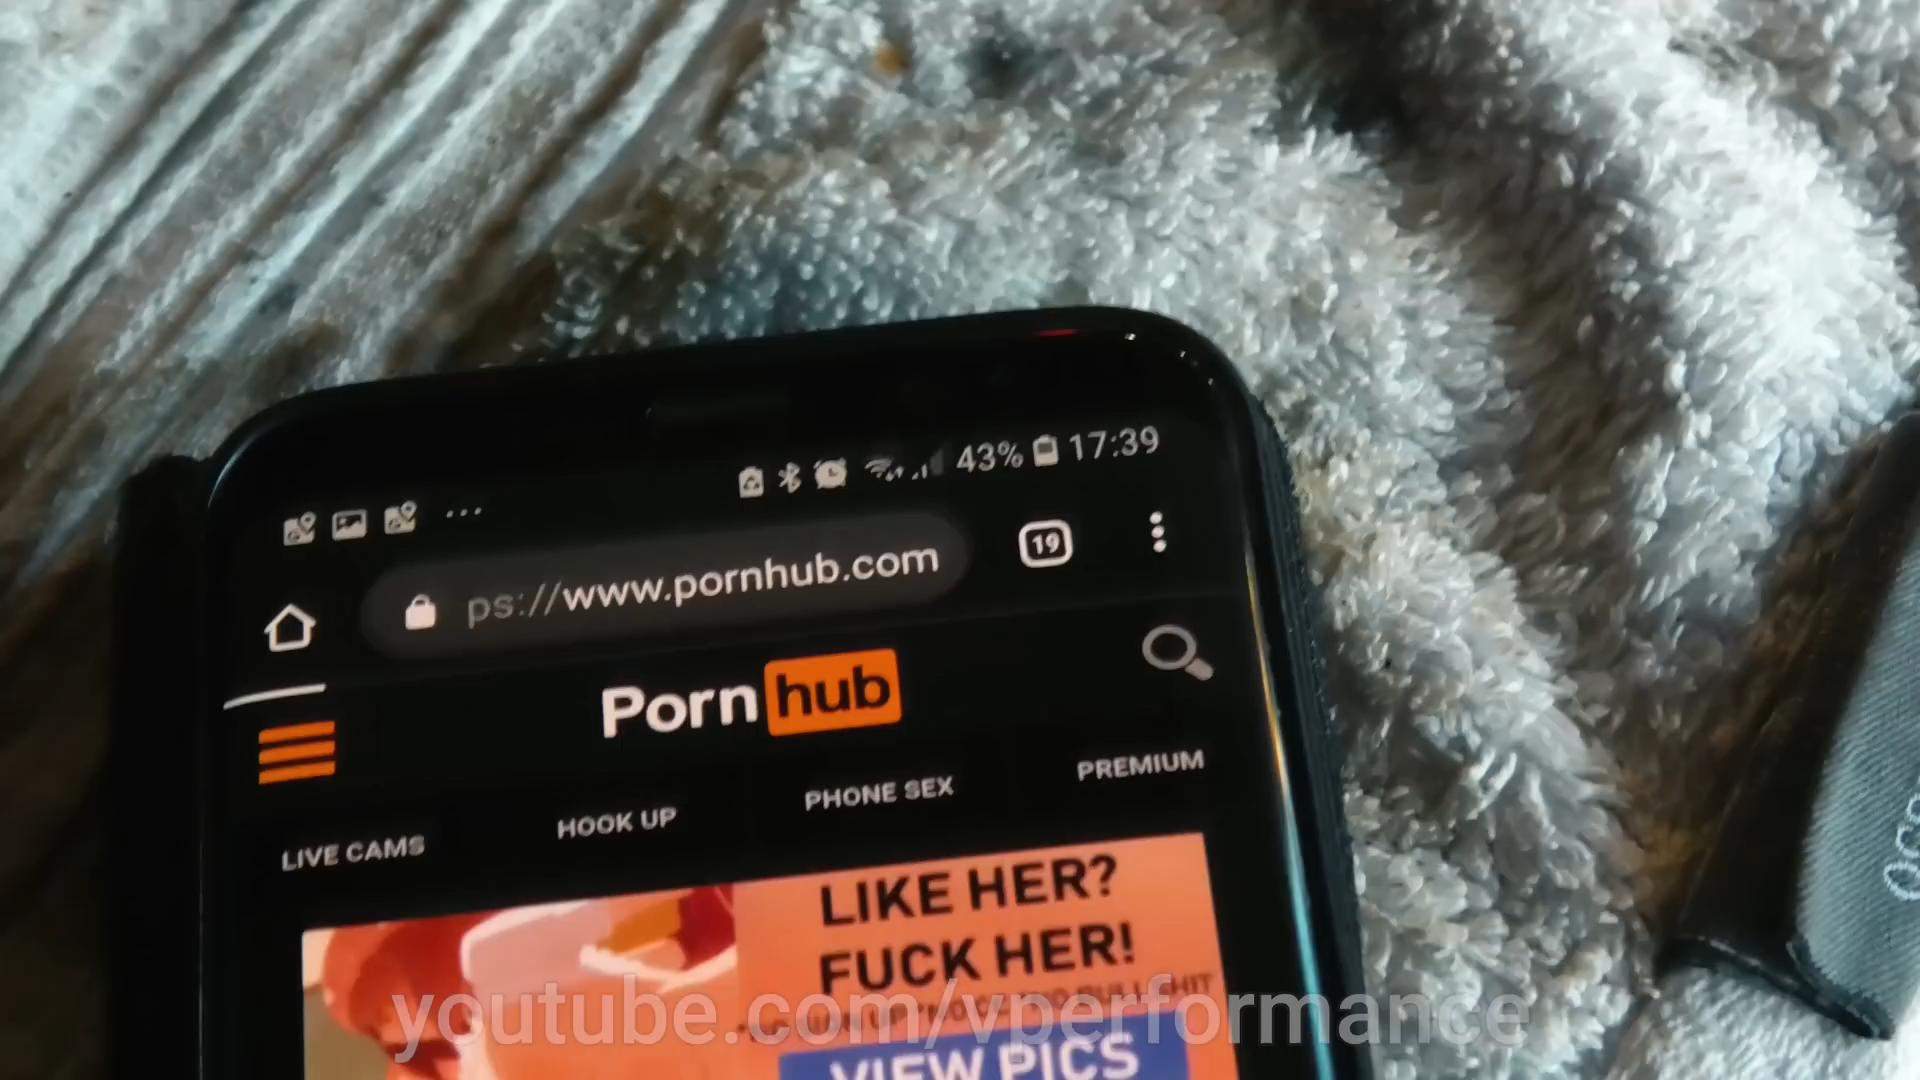 43% 17:39
ps://www.pornhub.com 19
Porn hub
LIVE CAMS HOOK UP PHONE SEX PREMIUM
LIKE HER?
FUCK HER!
VIEW PICS
youtube.com/vperformance